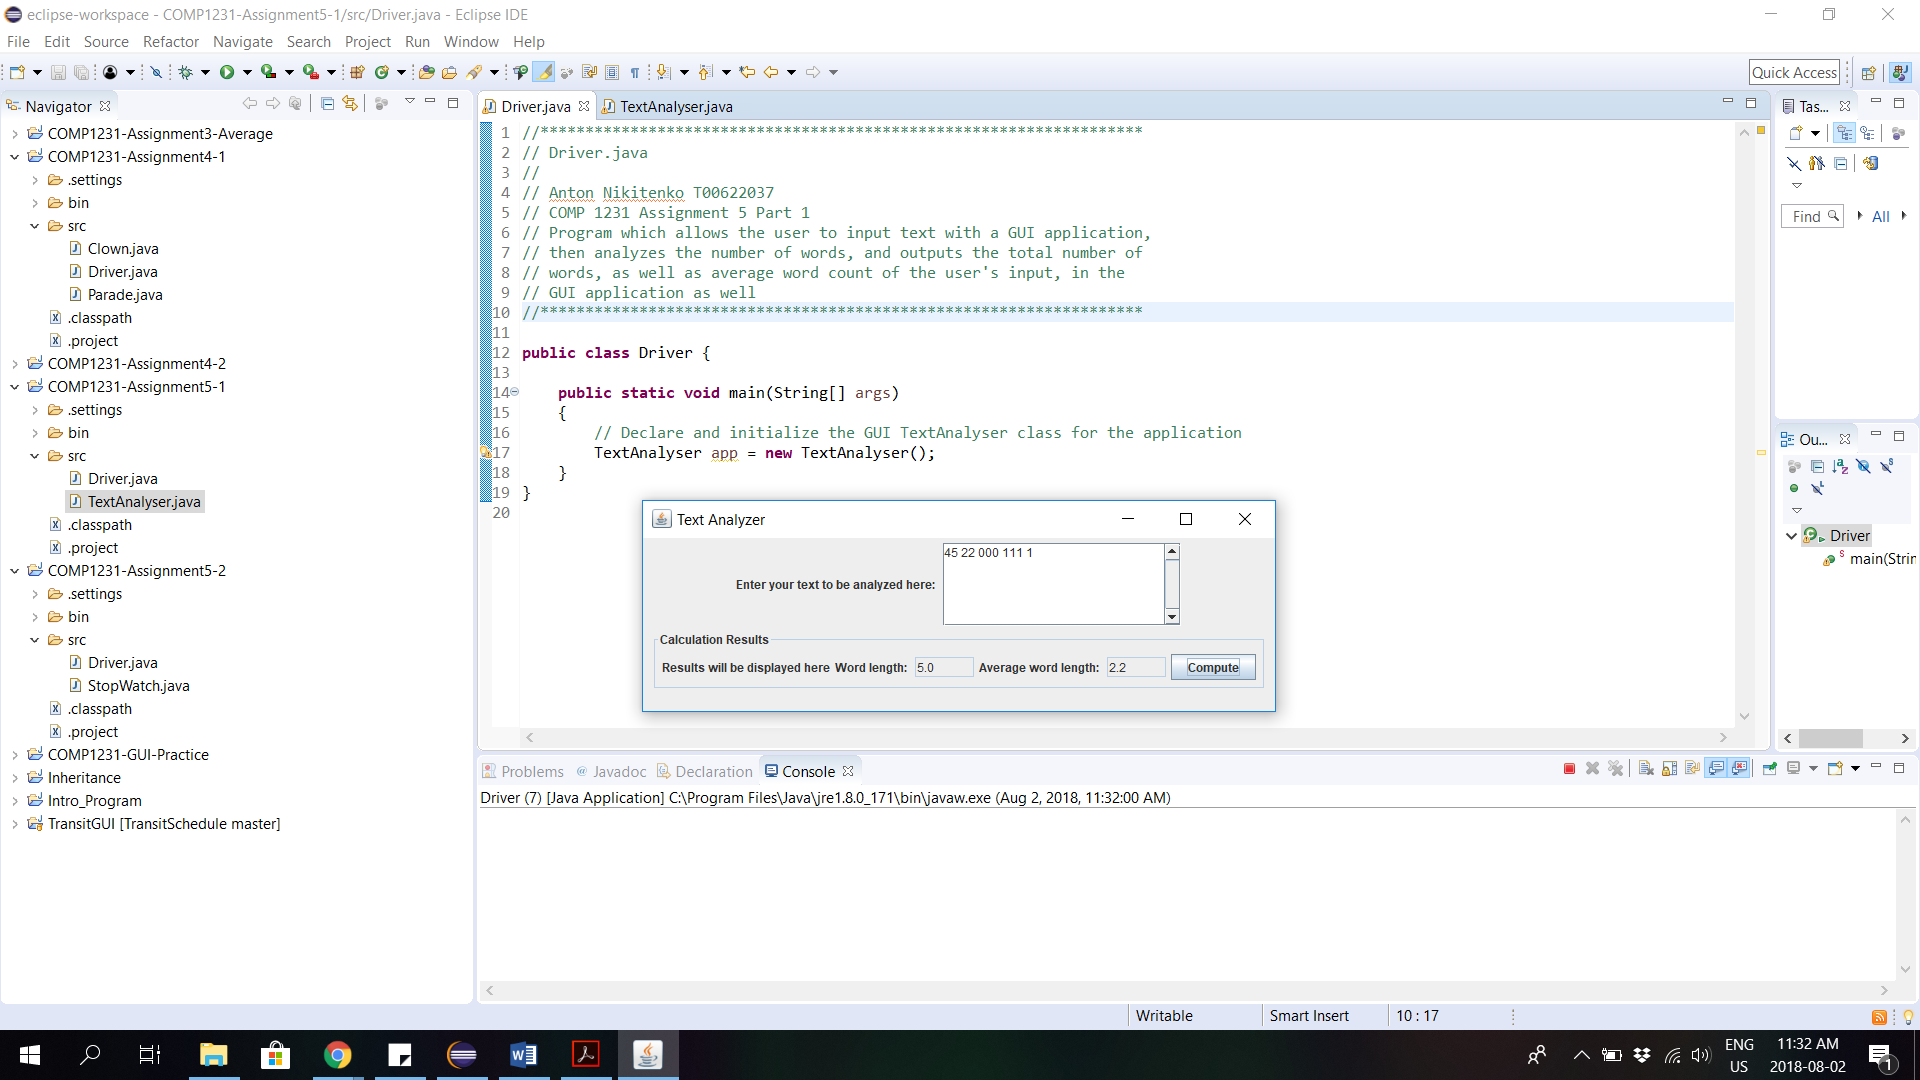 eclipse-workspace - COMP1231-Assignment5-1/src/Driver.java - Eclipse IDE
File Edit Source Refactor Navigate Search Project Run Window Help
Quick Access
Navigator
COMP1231-Assignment3-Average
COMP1231-Assignment4-1
.settings
bin
src
Clown.java
Driver.java
Parade.java
.classpath
.project
COMP1231-Assignment4-2
COMP1231-Assignment5-1
.settings
bin
src
Driver.java
TextAnalyser.java
.classpath
.project
COMP1231-Assignment5-2
.settings
bin
src
Driver.java
StopWatch.java
.classpath
.project
COMP1231-GUI-Practice
Inheritance
Intro_Program
TransitGUI [TransitSchedule master]
Driver.java TextAnalyser.java
1 //*******************************************************************
2 // Driver.java
3 //
4 // Anton Nikitenko T00622037
5 // COMP 1231 Assignment 5 Part 1
6 // Program which allows the user to input text with a GUI application,
7 // then analyzes the number of words, and outputs the total number of
8 // words, as well as average word count of the user's input, in the
9 // GUI application as well
10 //*******************************************************************
11
12 public class Driver {
13
14 public static void main(String[] args)
15 {
16 // Declare and initialize the GUI TextAnalyser class for the application
17 TextAnalyser app = new TextAnalyser();
18 }
19 }
20
Text Analyzer
Enter your text to be analyzed here:
45 22 000 111 1
Calculation Results
Results will be displayed here Word length: 5.0 Average word length: 2.2 Compute
Tas...
Find All
Ou...
Driver
main(Strin
Problems Javadoc Declaration Console
Driver (7) [Java Application] C:\Program Files\Java\jre1.8.0_171\bin\javaw.exe (Aug 2, 2018, 11:32:00 AM)
Writable Smart Insert 10 : 17
ENG
US
11:32 AM
2018-08-02
1